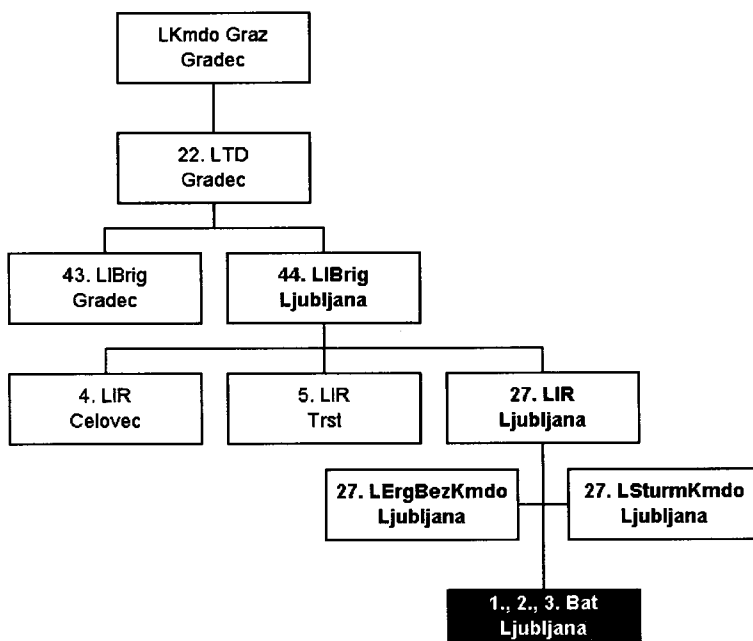 LKmdo Graz
Gradec
22. LTD
Gradec
43. LIBrig
Gradec
44. LIBrig
Ljubljana
4. LIR
Celovec
5. LIR
Trst
27. LIR
Ljubljana
27. LErgBezKmdo
Ljubljana
27. LSturmKmdo
Ljubljana
1., 2., 3. Bat
Ljubljana